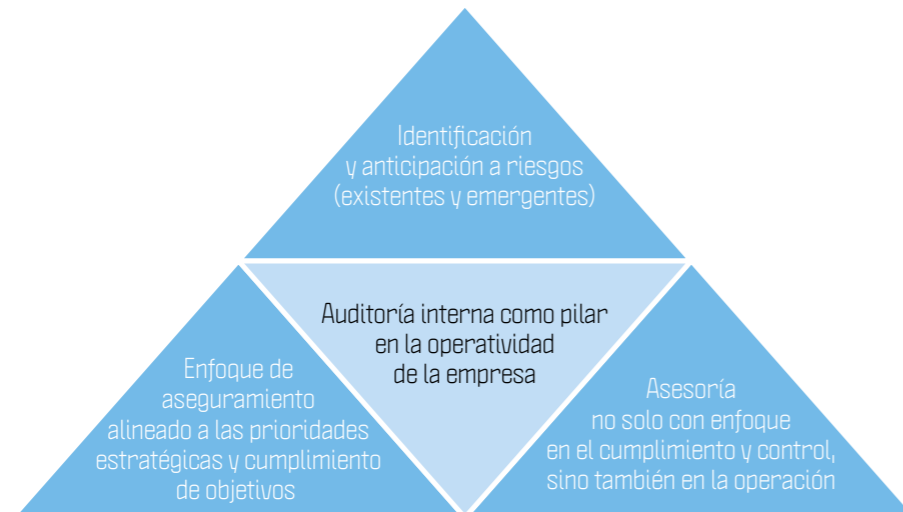 Identificación
y anticipación a riesgos
(existentes y emergentes)
Auditoría interna como pilar
en la operatividad
de la empresa
Enfoque de
aseguramiento
alineado a las prioridades
estratégicas y cumplimiento
de objetivos
Asesoría
no solo con enfoque
en el cumplimiento y control,
sino también en la operación